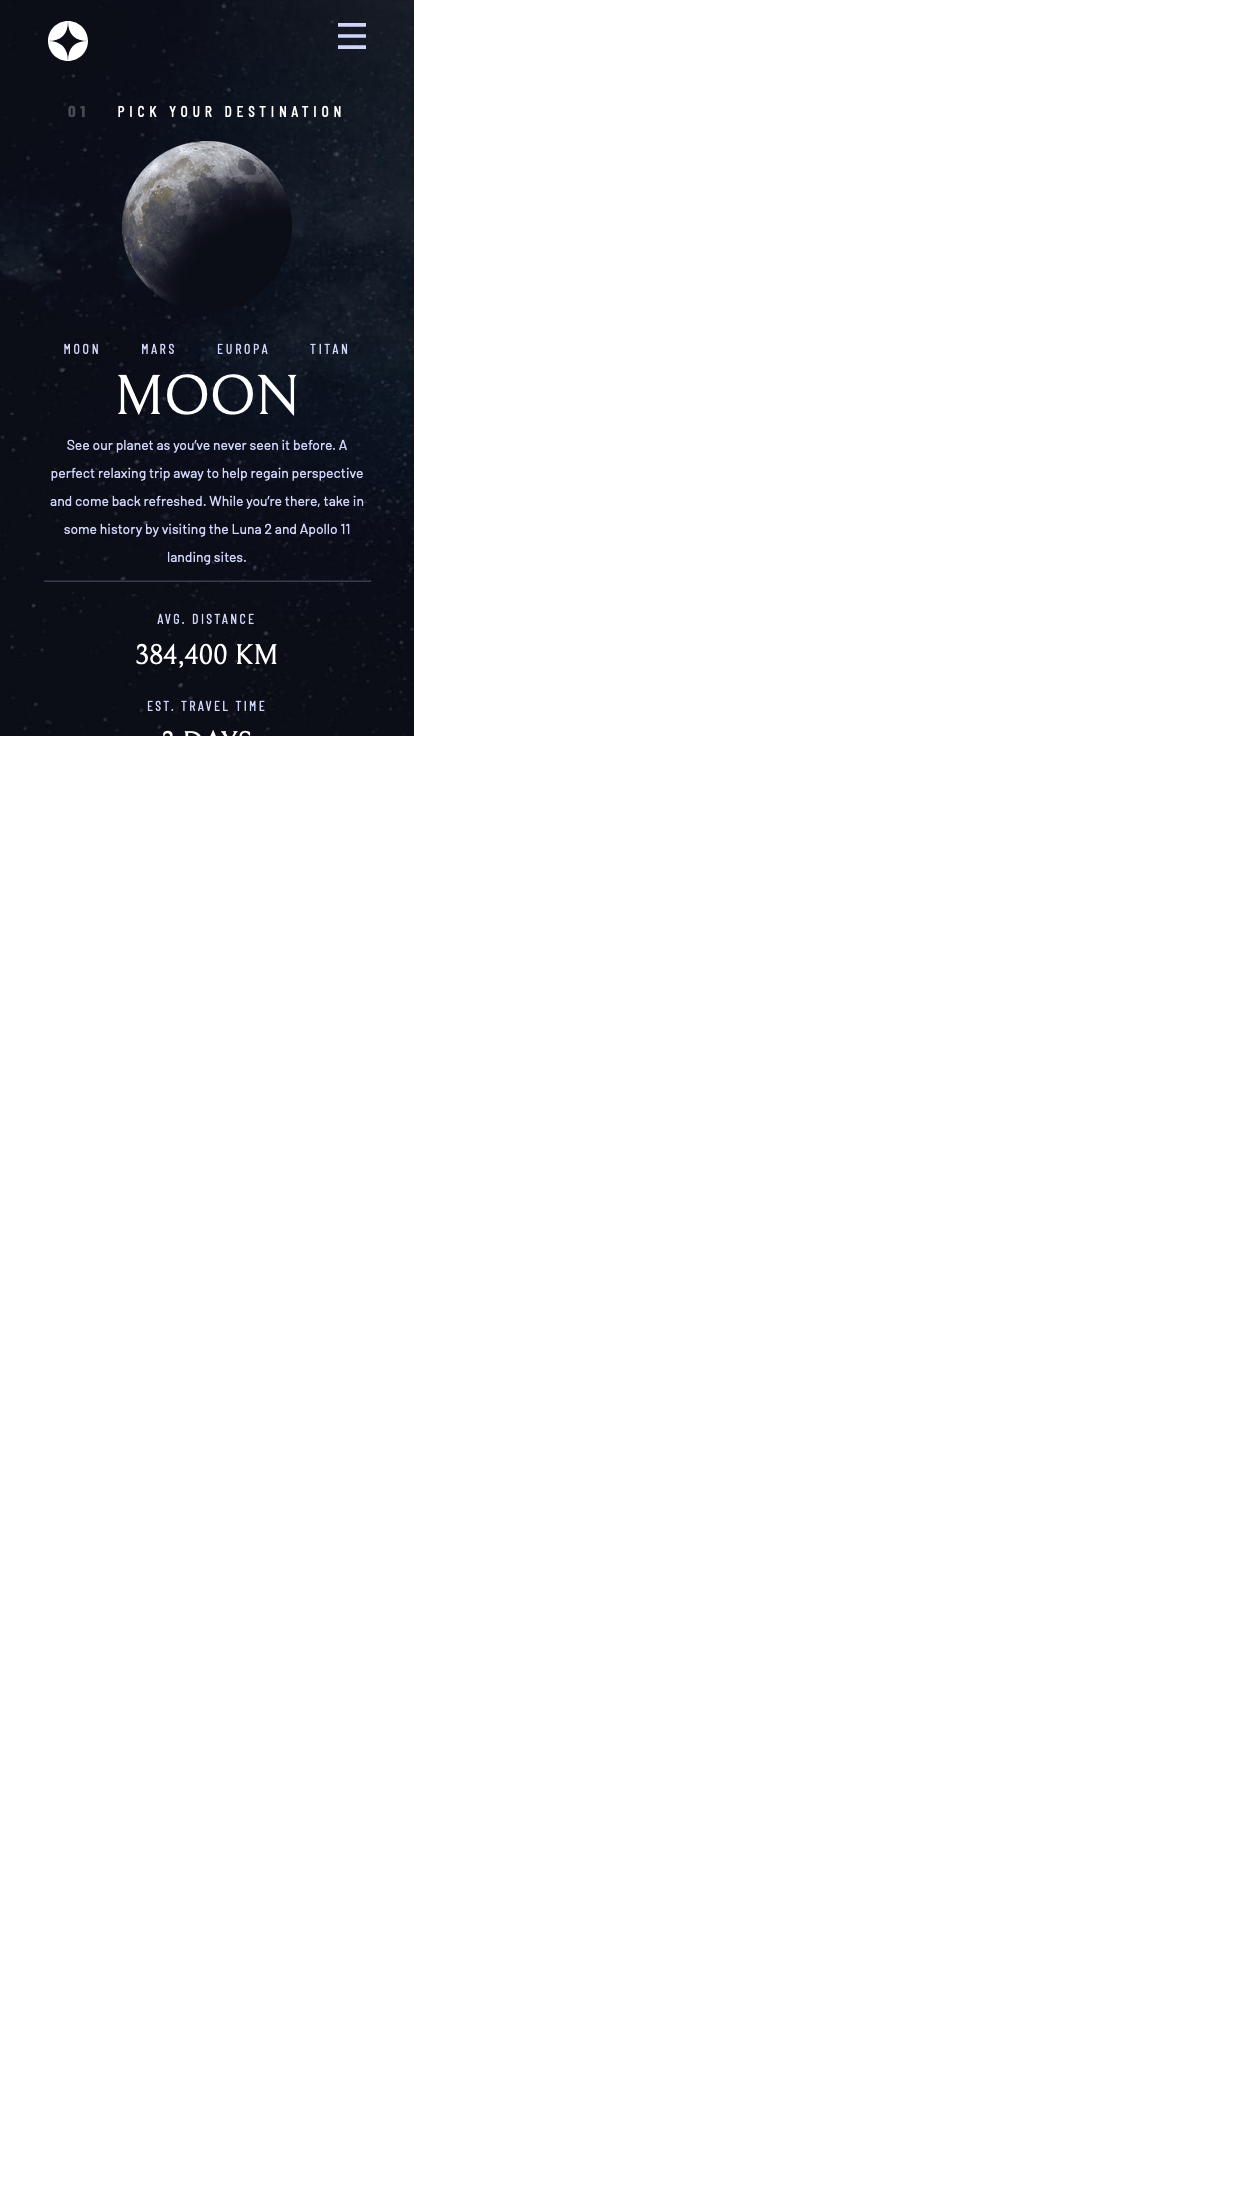 01 PICK YOUR DESTINATION
MOON MARS EUROPA TITAN
MOON
See our planet as you’ve never seen it before. A
perfect relaxing trip away to help regain perspective
and come back refreshed. While you’re there, take in
some history by visiting the Luna 2 and Apollo 11
landing sites.
AVG. DISTANCE
384,400 KM
EST. TRAVEL TIME
DAYS